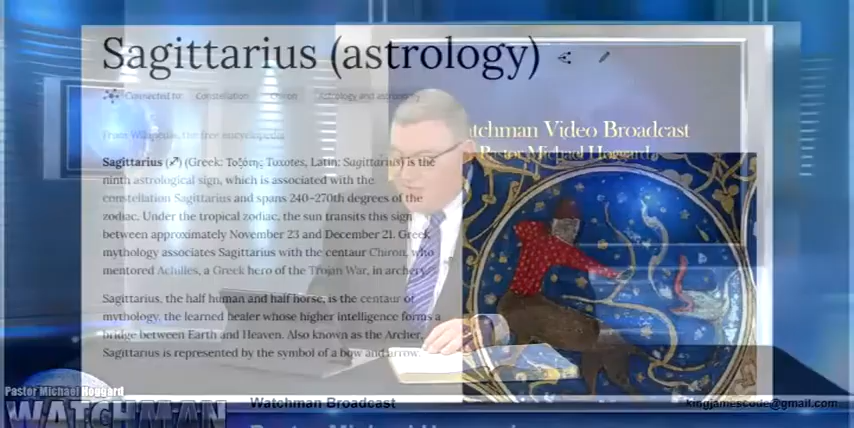 Sagittarius (astrology)
Connected to: Constellation Chiron Astrology and astronomy
From Wikipedia, the free encyclopedia
Watchman Video Broadcast
Pastor Michael Hoggard
Sagittarius (♐) (Greek: Τοξότης Toxotes, Latin: Sagittarius) is the
ninth astrological sign, which is associated with the
constellation Sagittarius and spans 240–270th degrees of the
zodiac. Under the tropical zodiac, the sun transits this sign
between approximately November 23 and December 21. Greek
mythology associates Sagittarius with the centaur Chiron, who
mentored Achilles, a Greek hero of the Trojan War, in archery.
Sagittarius, the half human and half horse, is the centaur of
mythology, the learned healer whose higher intelligence forms a
bridge between Earth and Heaven. Also known as the Archer,
Sagittarius is represented by the symbol of a bow and arrow.
Pastor Michael Hoggard
WATCHMAN
Watchman Broadcast
kingjamescode@gmail.com
Pastor Michael Hoggard